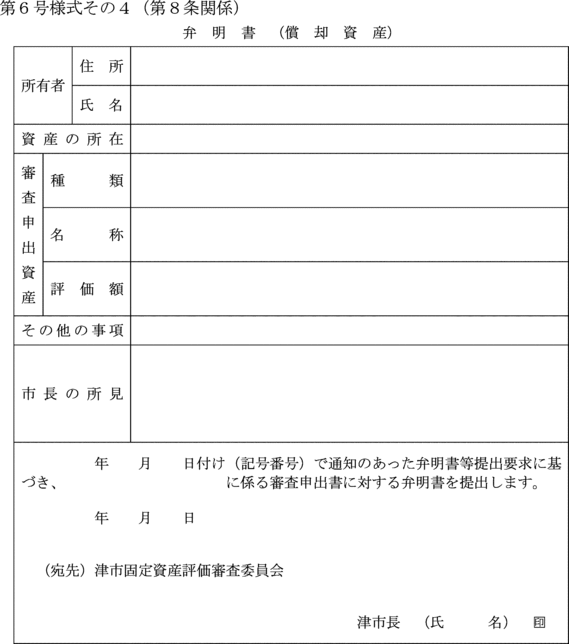 第６号様式その４（第８条関係）
弁　明　書　（償　却　資　産）
所有者
住　所
氏　名
資産の所在
審査申出資産
種　　類
名　　称
評　価　額
その他の事項
市長の所見
年　　月　　日付け（記号番号）で通知のあった弁明書等提出要求に基
づき、　　　　　　　　　　　に係る審査申出書に対する弁明書を提出します。
年　　月　　日
（宛先）津市固定資産評価審査委員会
津市長　（氏　　　名）　印